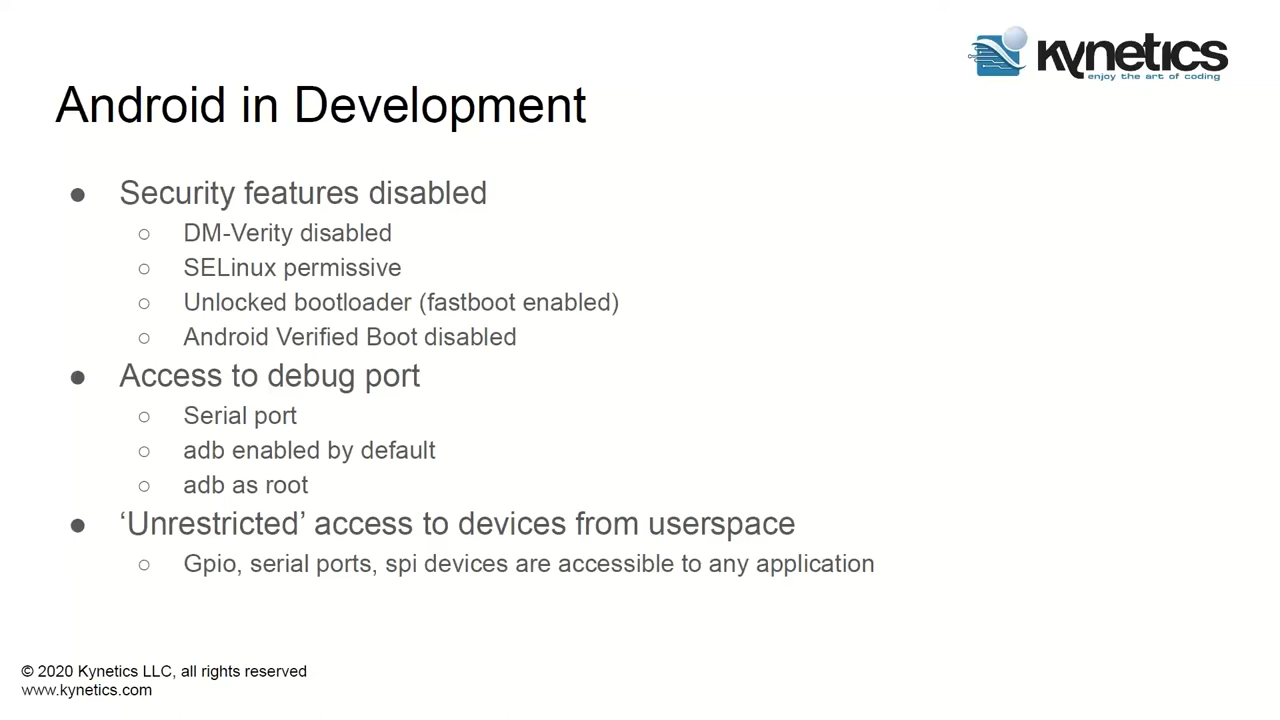 Kynetics
enjoy the art of coding
Android in Development
● Security features disabled
○ DM-Verity disabled
○ SELinux permissive
○ Unlocked bootloader (fastboot enabled)
○ Android Verified Boot disabled
● Access to debug port
○ Serial port
○ adb enabled by default
○ adb as root
● ‘Unrestricted’ access to devices from userspace
○ Gpio, serial ports, spi devices are accessible to any application
© 2020 Kynetics LLC, all rights reserved
www.kynetics.com